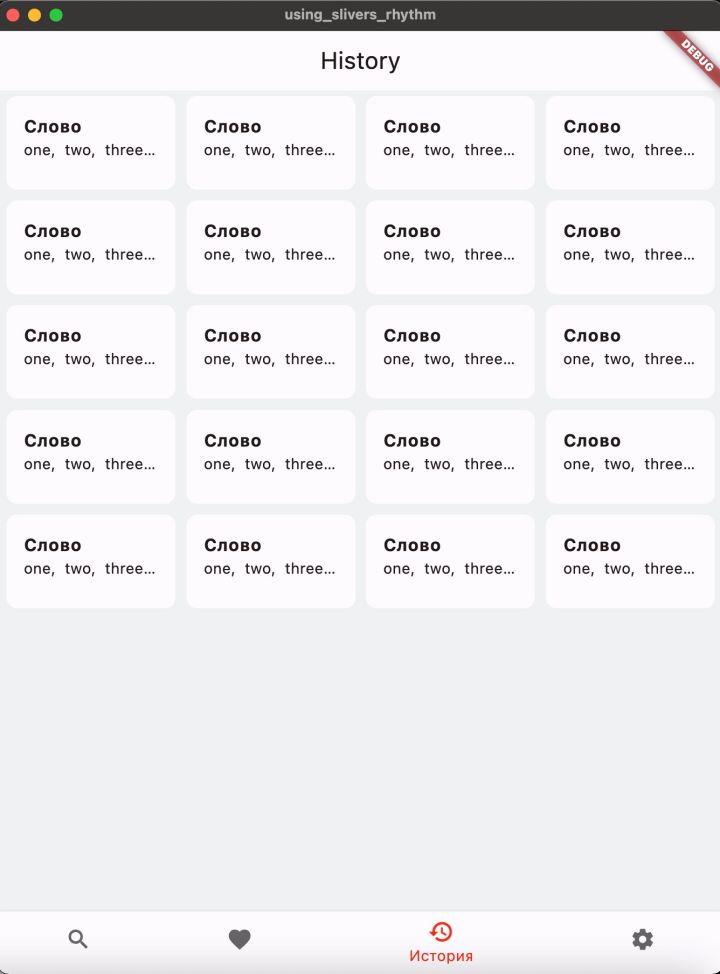 using_slivers_rhythm
DEBUG
History
Слово Слово Слово Слово
one, two, three... one, two, three... one, two, three... one, two, three...
Слово Слово Слово Слово
one, two, three... one, two, three... one, two, three... one, two, three...
Слово Слово Слово Слово
one, two, three... one, two, three... one, two, three... one, two, three...
Слово Слово Слово Слово
one, two, three... one, two, three... one, two, three... one, two, three...
Слово Слово Слово Слово
one, two, three... one, two, three... one, two, three... one, two, three...
История